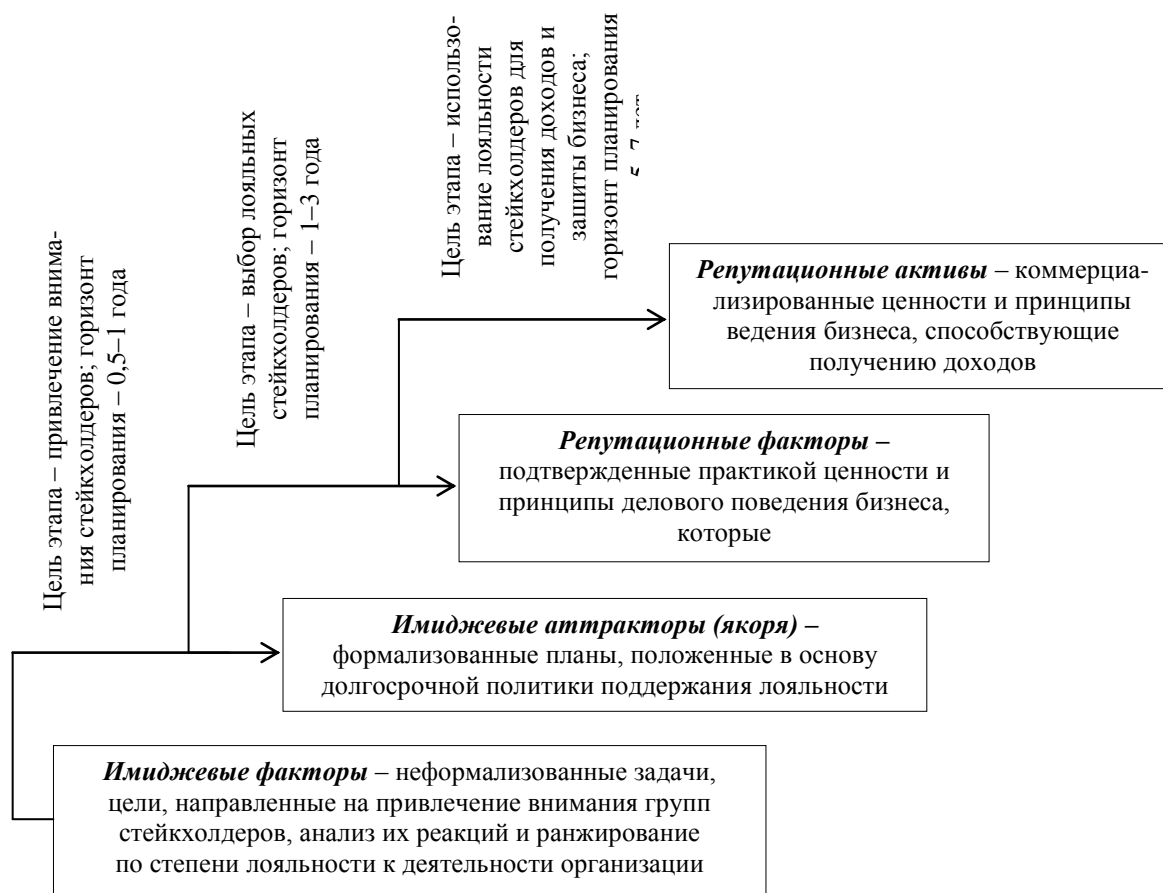 Цель этапа – привлечение внима-
ния стейкхолдеров; горизонт
планирования – 0,5–1 года
Цель этапа – выбор лояльных
стейкхолдеров; горизонт
планирования – 1–3 года
Цель этапа – использо-
вание лояльности
стейкхолдеров для
получения доходов и
зашиты бизнеса;
горизонт планирования
Репутационные активы – коммерциа-
лизированные ценности и принципы
ведения бизнеса, способствующие
получению доходов
Репутационные факторы –
подтвержденные практикой ценности и
принципы делового поведения бизнеса,
которые
Имиджевые аттракторы (якоря) –
формализованные планы, положенные в основу
долгосрочной политики поддержания лояльности
Имиджевые факторы – неформализованные задачи,
цели, направленные на привлечение внимания групп
стейкхолдеров, анализ их реакций и ранжирование
по степени лояльности к деятельности организации